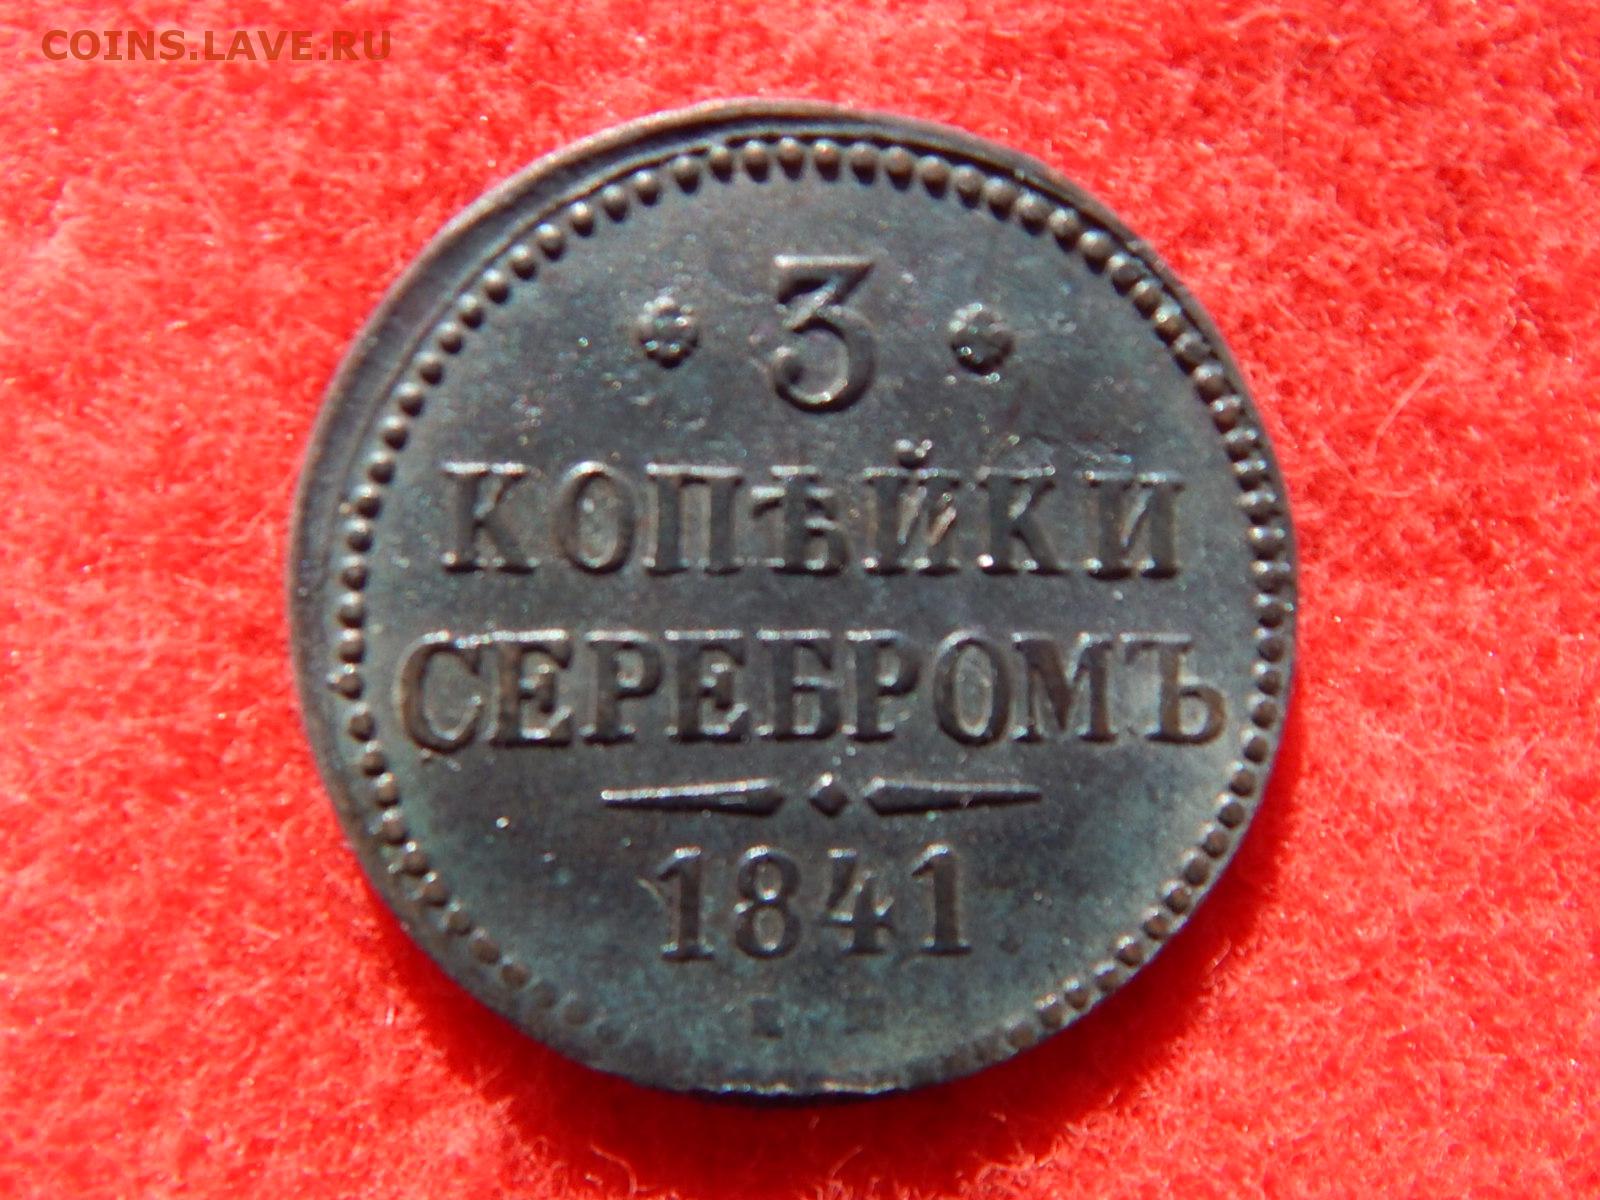 COINS.LAVE.RU
3
КОПѢЙКИ
СЕРЕБРОМЪ
1841